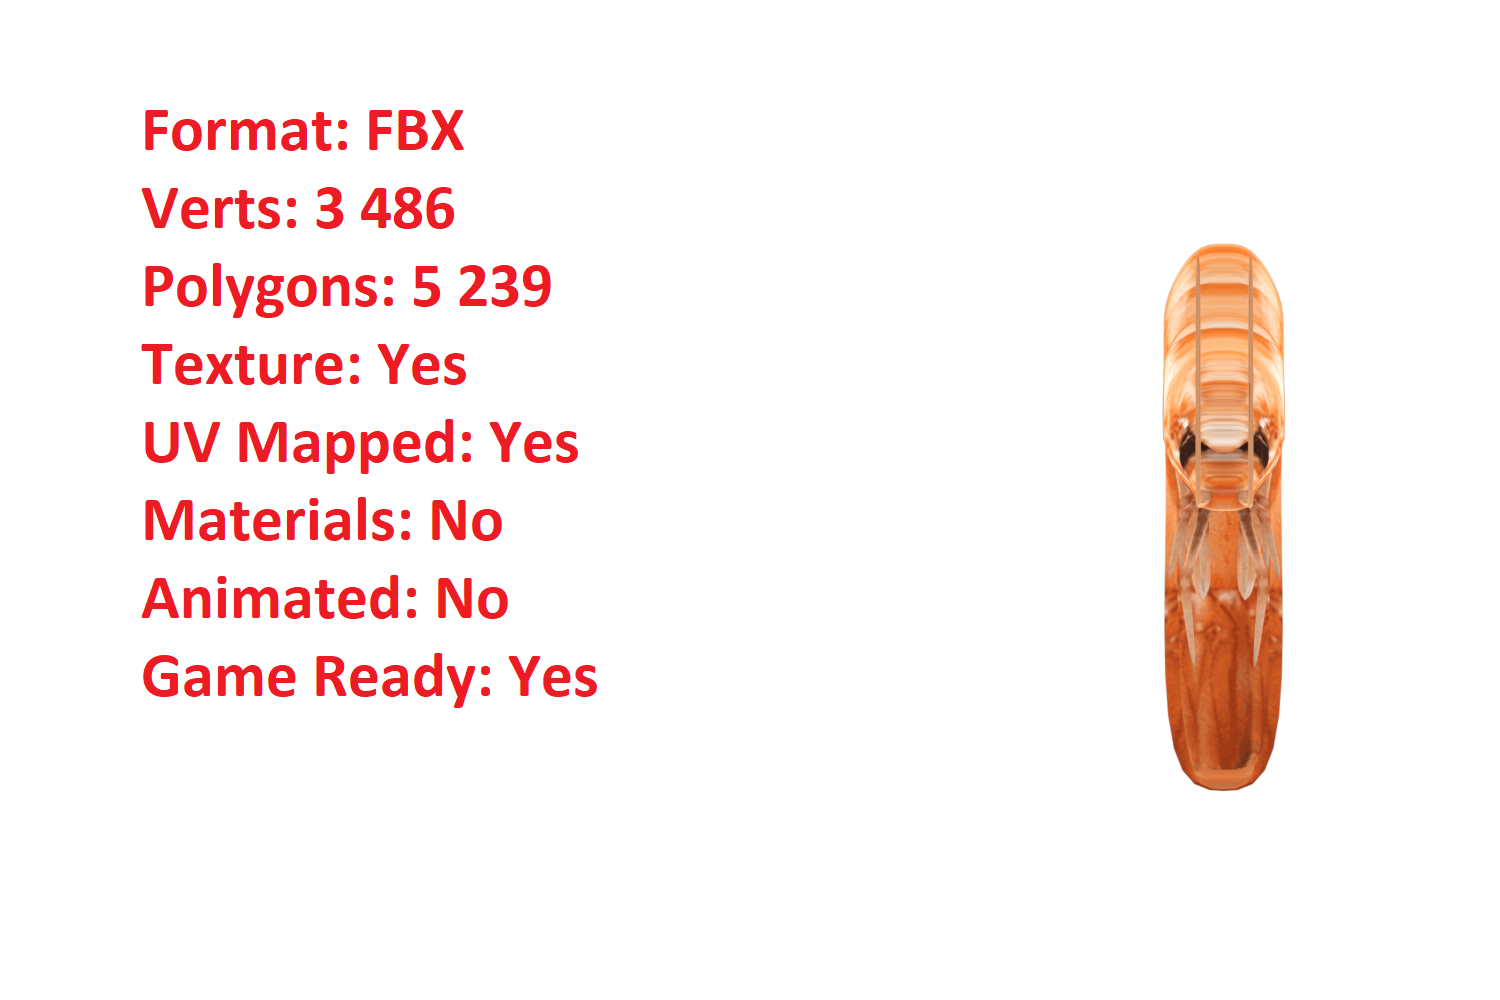 Format: FBX
Verts: 3 486
Polygons: 5 239
Texture: Yes
UV Mapped: Yes
Materials: No
Animated: No
Game Ready: Yes